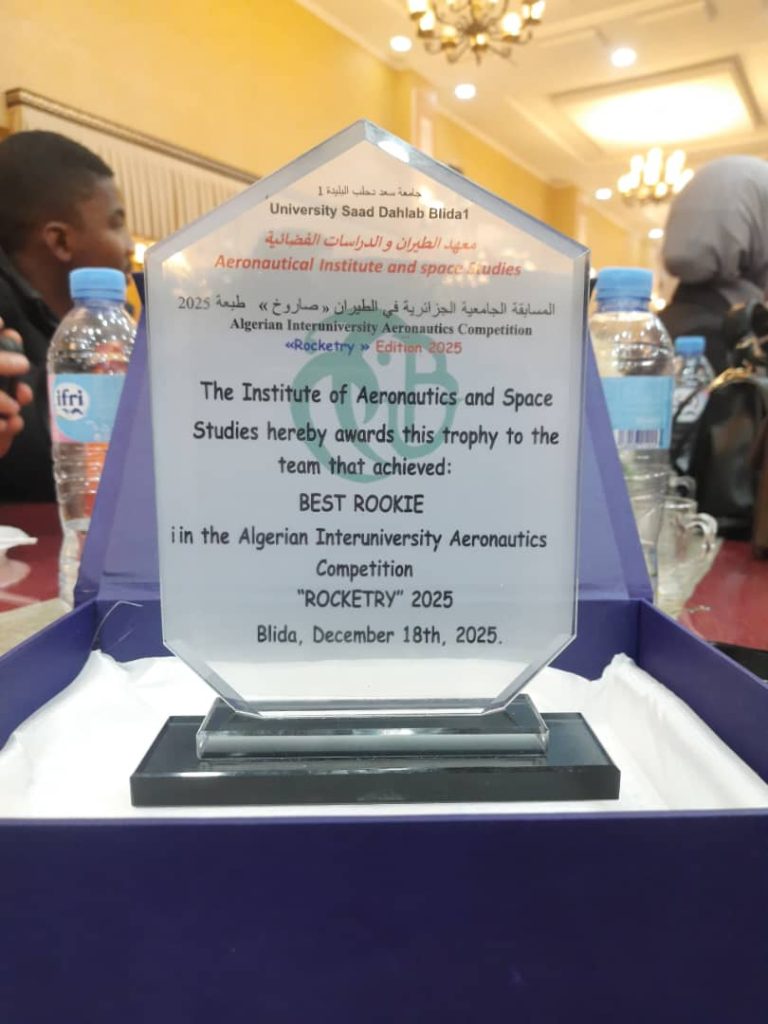 جامعة سعد دحلب البليدة 1
University Saad Dahlab Blida1
معهد الطيران و الدراسات الفضائية
Aeronautical Institute and space Studies
المسابقة الجامعية الجزائرية في الطيران « صاروخ » طبعة 2025
Algerian Interuniversity Aeronautics Competition
«Rocketry » Edition 2025
The Institute of Aeronautics and Space
Studies hereby awards this trophy to the
team that achieved:
BEST ROOKIE
i in the Algerian Interuniversity Aeronautics
Competition
“ROCKETRY” 2025
Blida, December 18th, 2025.
ifri